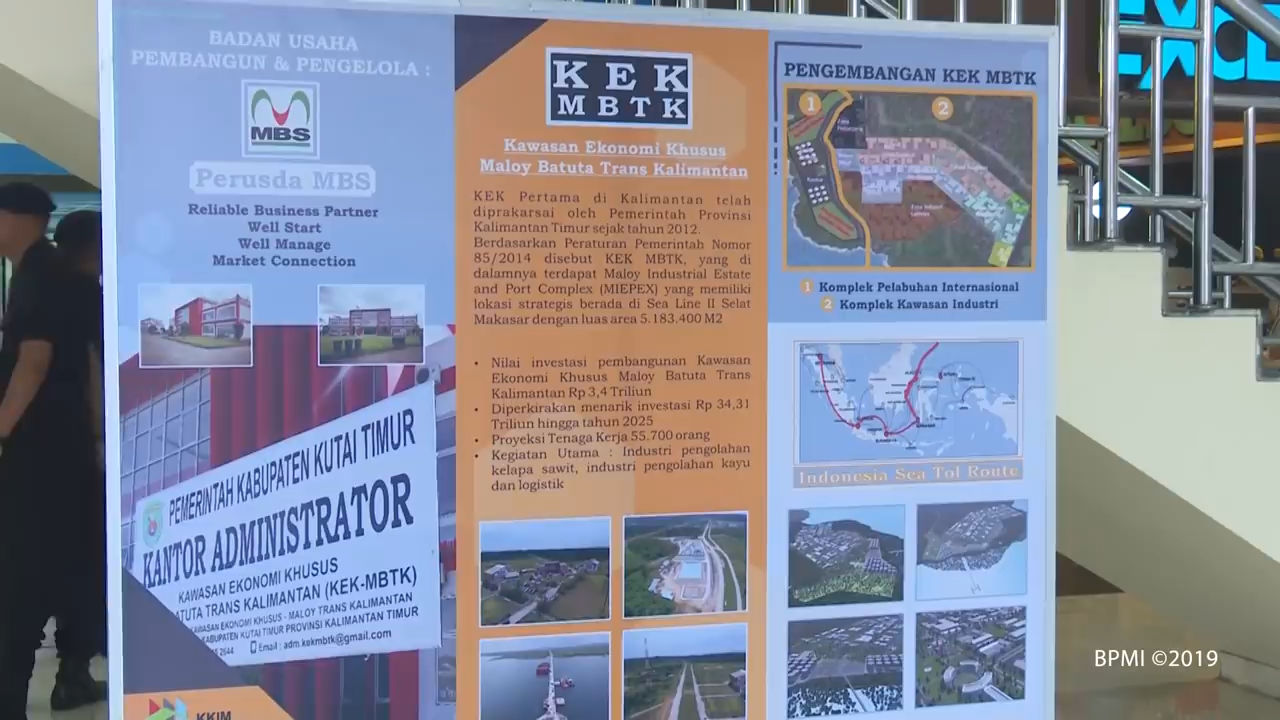 BADAN USAHA
PEMBANGUN & PENGELOLA :
MBS
Perusda MBS
Reliable Business Partner
Well Start
Well Manage
Market Connection
PEMERINTAH KABUPATEN KUTAI TIMUR
KANTOR ADMINISTRATOR
KAWASAN EKONOMI KHUSUS
ATUTA TRANS KALIMANTAN (KEK-MBTK)
KAWASAN EKONOMI KHUSUS - MALOY TRANS KALIMANTAN
KABUPATEN KUTAI TIMUR PROVINSI KALIMANTAN TIMUR
2644 Email : adm.kekmbtk@gmail.com
KKJM
KEK
MBTK
Kawasan Ekonomi Khusus
Maloy Batuta Trans Kalimantan
KEK Pertama di Kalimantan telah
diprakarsai oleh Pemerintah Provinsi
Kalimantan Timur sejak tahun 2012.
Berdasarkan Peraturan Pemerintah Nomor
85/2014 disebut KEK MBTK, yang di
dalamnya terdapat Maloy Industrial Estate
and Port Complex (MIEPEX) yang memiliki
lokasi strategis berada di Sea Line II Selat
Makasar dengan luas area 5.183.400 M2
• Nilai investasi pembangunan Kawasan
Ekonomi Khusus Maloy Batuta Trans
Kalimantan Rp 3,4 Triliun
• Diperkirakan menarik investasi Rp 34,31
Triliun hingga tahun 2025
• Proyeksi Tenaga Kerja 55.700 orang
• Kegiatan Utama : Industri pengolahan
kelapa sawit, industri pengolahan kayu
dan logistik
PENGEMBANGAN KEK MBTK
1
2
1 Komplek Pelabuhan Internasional
2 Komplek Kawasan Industri
Indonesia Sea Tol Route
BPMI ©2019